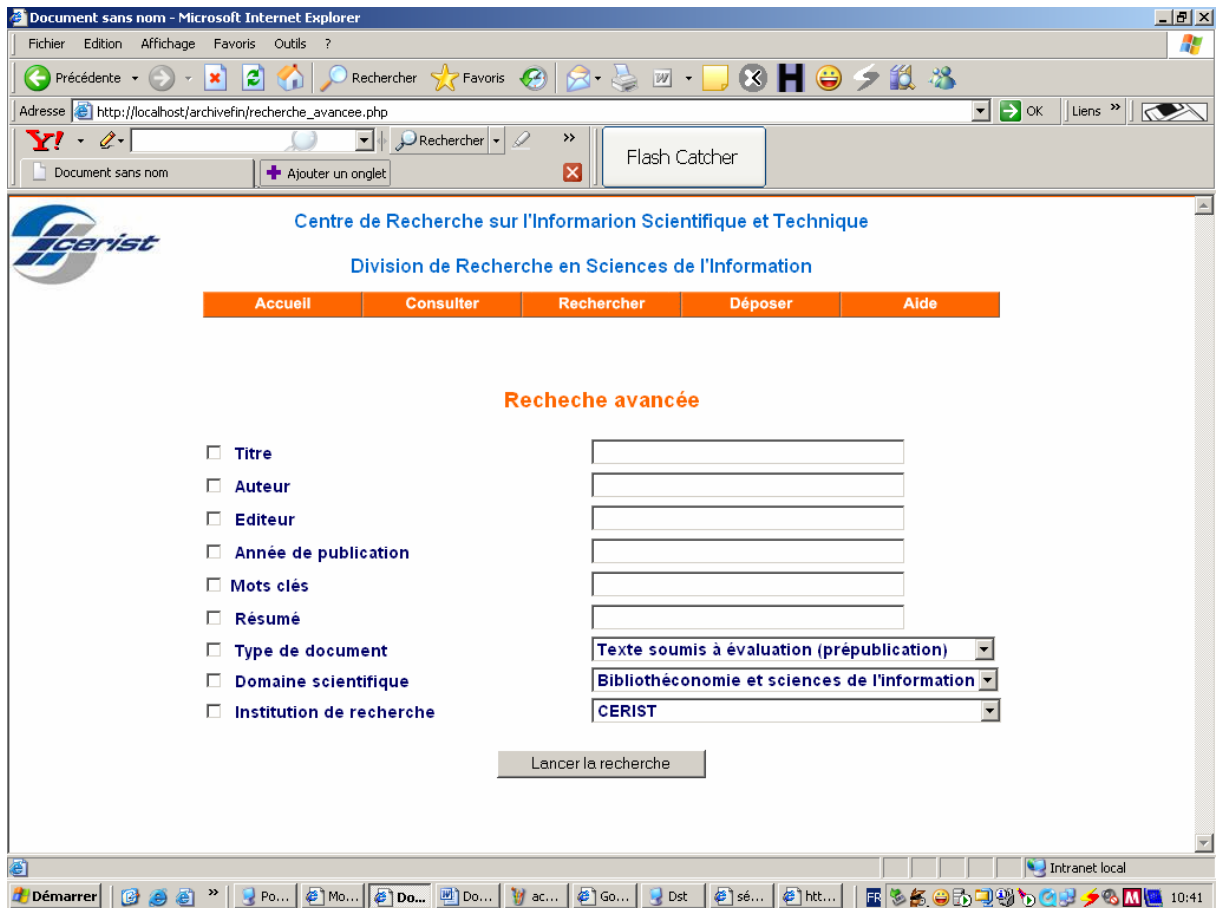 Document sans nom - Microsoft Internet Explorer
Fichier Edition Affichage Favoris Outils ?
Précédente Rechercher Favoris
Adresse http://localhost/archivefin/recherche_avancee.php OK Liens »
Y! Rechercher » Flash Catcher
Document sans nom Ajouter un onglet
cerist
Centre de Recherche sur l'Informarion Scientifique et Technique
Division de Recherche en Sciences de l'Information
Accueil Consulter Rechercher Déposer Aide
Recheche avancée
Titre
Auteur
Editeur
Année de publication
Mots clés
Résumé
Type de document Texte soumis à évaluation (prépublication)
Domaine scientifique Bibliothéconomie et sciences de l'information
Institution de recherche CERIST
Lancer la recherche
Intranet local
Démarrer » Po... Mo... Do... Do... ac... Go... Dst sé... htt... FR 10:41